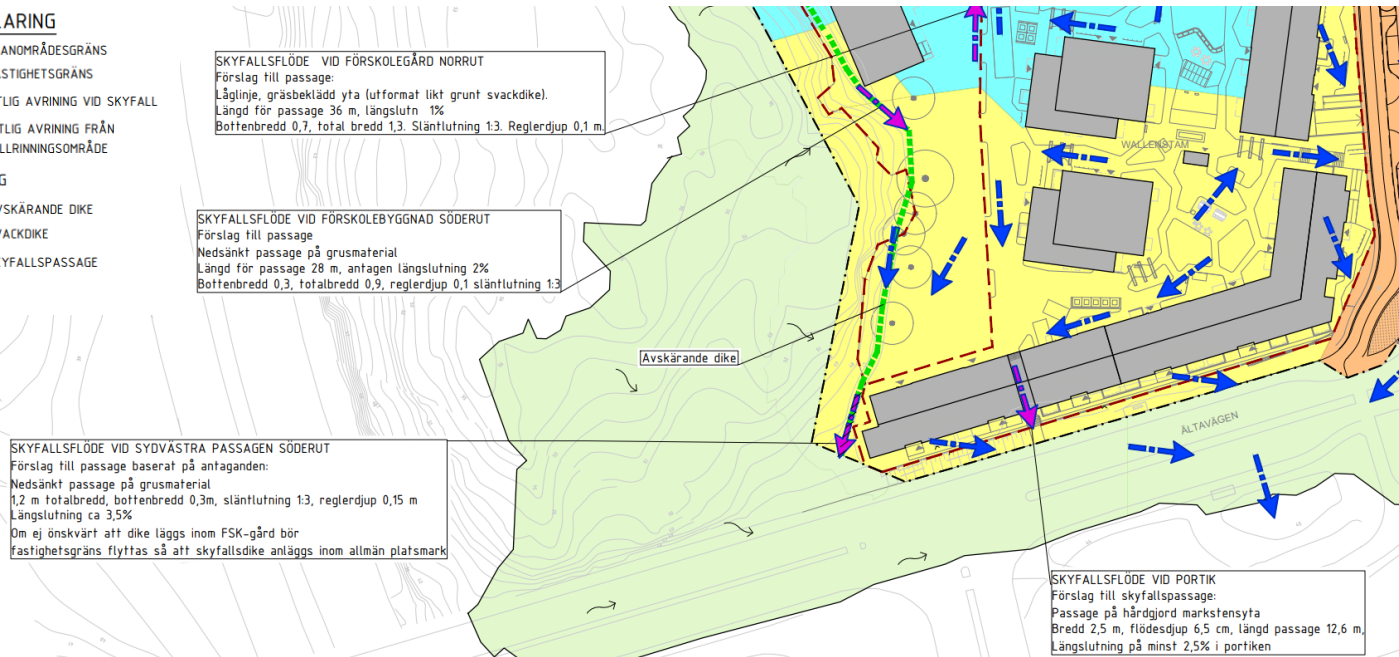 ARING
ANOMRÅDESGRÄNS
STIGHETSGRÄNS
TLIG AVRINING VID SKYFALL
TLIG AVRINING FRÅN
LLRINNINGSOMRÅDE
G
VSKÄRANDE DIKE
VACKDIKE
YFALLSPASSAGE
SKYFALLSFLÖDE VID FÖRSKOLEGÅRD NORRUT
Förslag till passage:
Låglinje, gräsbeklädd yta (utformat likt grunt svackdike).
Längd för passage 36 m, längslutn 1%
Bottenbredd 0,7, total bredd 1,3. Släntlutning 1:3. Reglerdjup 0,1 m.
SKYFALLSFLÖDE VID FÖRSKOLEBYGGNAD SÖDERUT
Förslag till passage
Nedsänkt passage på grusmaterial
Längd för passage 28 m, antagen längslutning 2%
Bottenbredd 0,3, totalbredd 0,9, reglerdjup 0,1 släntlutning 1:3
WALLENSTAM
Avskärande dike
ÄLTAVÄGEN
SKYFALLSFLÖDE VID SYDVÄSTRA PASSAGEN SÖDERUT
Förslag till passage baserat på antaganden:
Nedsänkt passage på grusmaterial
1,2 m totalbredd, bottenbredd 0,3m, släntlutning 1:3, reglerdjup 0,15 m
Längslutning ca 3,5%
Om ej önskvärt att dike läggs inom FSK-gård bör
fastighetsgräns flyttas så att skyfallsdike anläggs inom allmän platsmark
SKYFALLSFLÖDE VID PORTIK
Förslag till skyfallspassage:
Passage på hårdgjord markstensyta
Bredd 2,5 m, flödesdjup 6,5 cm, längd passage 12,6 m,
Längslutning på minst 2,5% i portiken